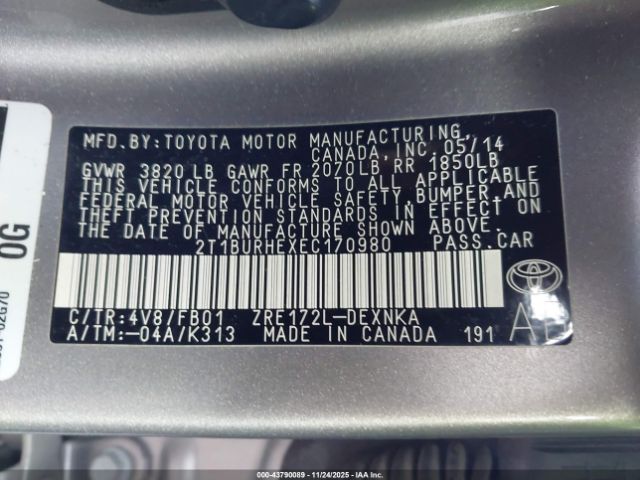 MFD.BY:TOYOTA MOTOR MANUFACTURING,
CANADA, INC. 05/14
GVWR 3820 LB GAWR FR 2070LB RR 1850LB
THIS VEHICLE CONFORMS TO ALL APPLICABLE
FEDERAL MOTOR VEHICLE SAFETY, BUMPER, AND
THEFT PREVENTION STANDARDS IN EFFECT ON
THE DATE OF MANUFACTURE SHOWN ABOVE.
2T1BURHEXEC170980 PASS.CAR
C/TR:4V8/FB01 ZRE172L-DEXNKA
A/TM:-04A/K313 MADE IN CANADA 191
TOYOTA
0G
000-43790089 - 11/24/2025 - IAAI.COM